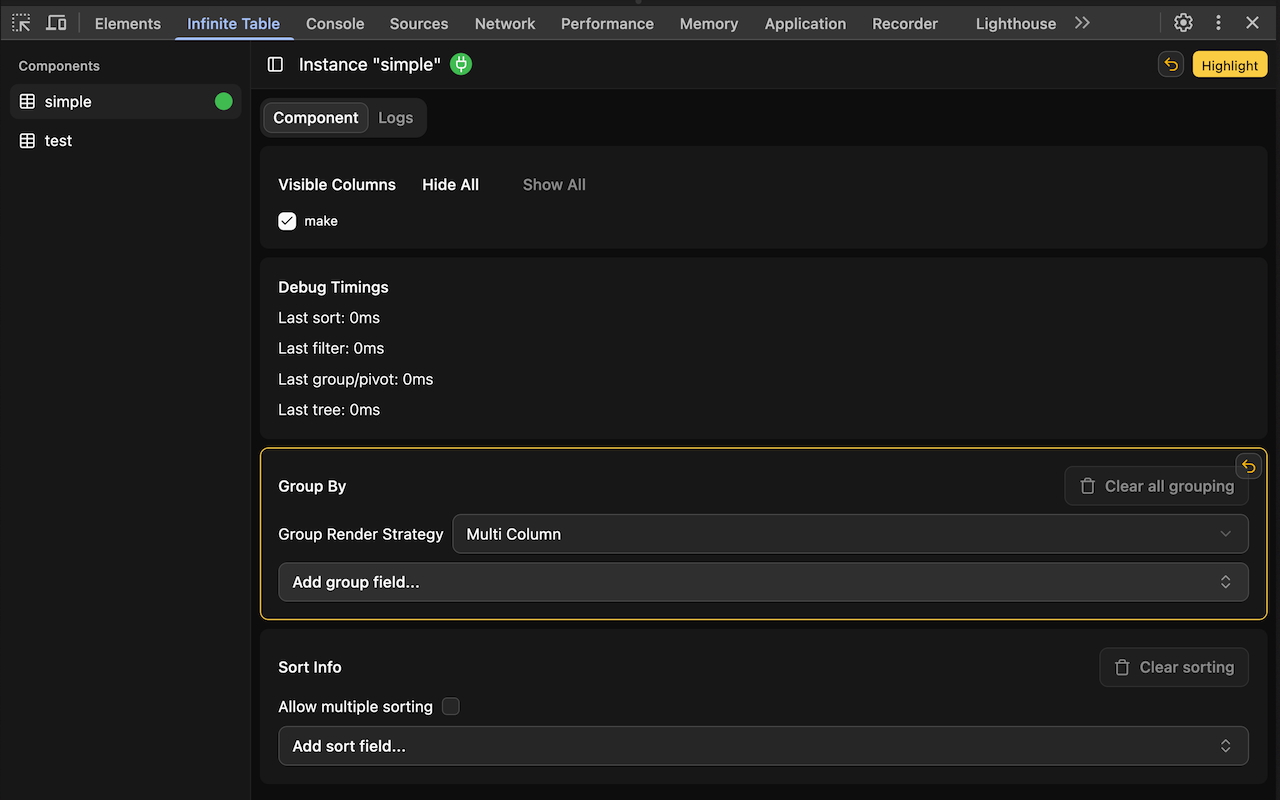 Elements Infinite Table Console Sources Network Performance Memory Application Recorder Lighthouse
Components
simple
test
Instance "simple"
Highlight
Component Logs
Visible Columns Hide All Show All
make
Debug Timings
Last sort: 0ms
Last filter: 0ms
Last group/pivot: 0ms
Last tree: 0ms
Group By
Clear all grouping
Group Render Strategy Multi Column
Add group field...
Sort Info
Clear sorting
Allow multiple sorting
Add sort field...